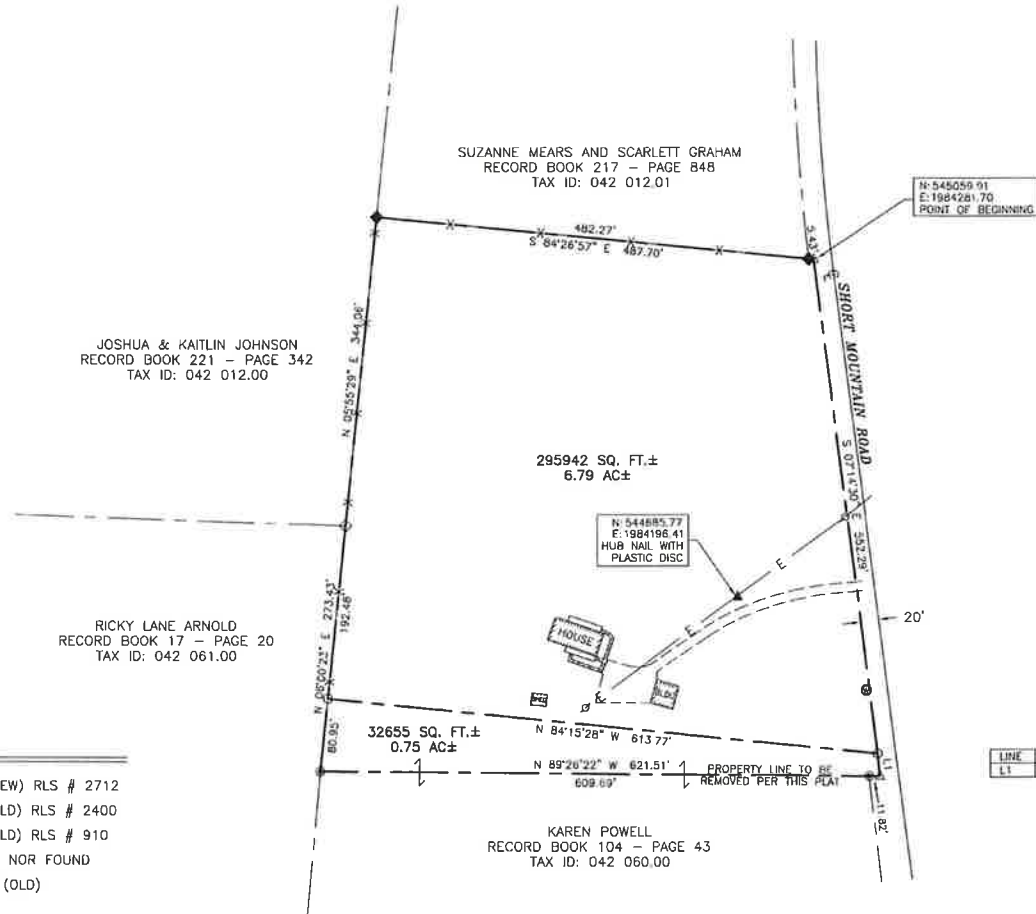 SUZANNE MEARS AND SCARLETT GRAHAM
RECORD BOOK 217 – PAGE 848
TAX ID: 042 012.01
N: 545059.91
E: 1984281.70
POINT OF BEGINNING
482.27'
S 84°26'57" E 487.70'
5.43'
E
SHORT MOUNTAIN ROAD
JOSHUA & KAITLIN JOHNSON
RECORD BOOK 221 – PAGE 342
TAX ID: 042 012.00
N 05°55'29" E 344.06'
295942 SQ. FT.±
6.79 AC±
S 07°14'30" E 552.29'
N: 544885.77
E: 1984196.41
HUB NAIL WITH
PLASTIC DISC
E
E
20'
RICKY LANE ARNOLD
RECORD BOOK 17 – PAGE 20
TAX ID: 042 061.00
N 06°00'23" E 273.43'
192.48'
HOUSE
BLDG
E
32655 SQ. FT.±
0.75 AC±
N 84°15'28" W 613.77'
80.95'
N 89°26'22" W 621.51'
609.69'
PROPERTY LINE TO BE
REMOVED PER THIS PLAT
L1
11.82'
LINE
L1
EW) RLS # 2712
LD) RLS # 2400
LD) RLS # 910
NOR FOUND
(OLD)
KAREN POWELL
RECORD BOOK 104 – PAGE 43
TAX ID: 042 060.00